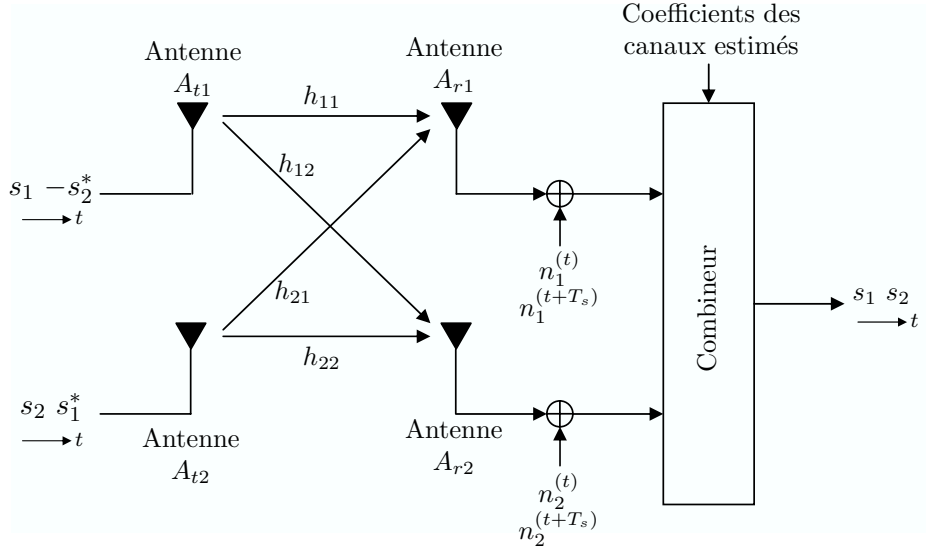 Coefficients des
canaux estimés
Antenne
A_{t1}
Antenne
A_{r1}
h_{11}
h_{12}
s_1 −s_2^*
t
n_1^{(t)}
n_1^{(t+T_s)}
Combineur
h_{21}
s_1 s_2
t
h_{22}
s_2 s_1^*
t
Antenne
A_{t2}
Antenne
A_{r2}
n_2^{(t)}
n_2^{(t+T_s)}